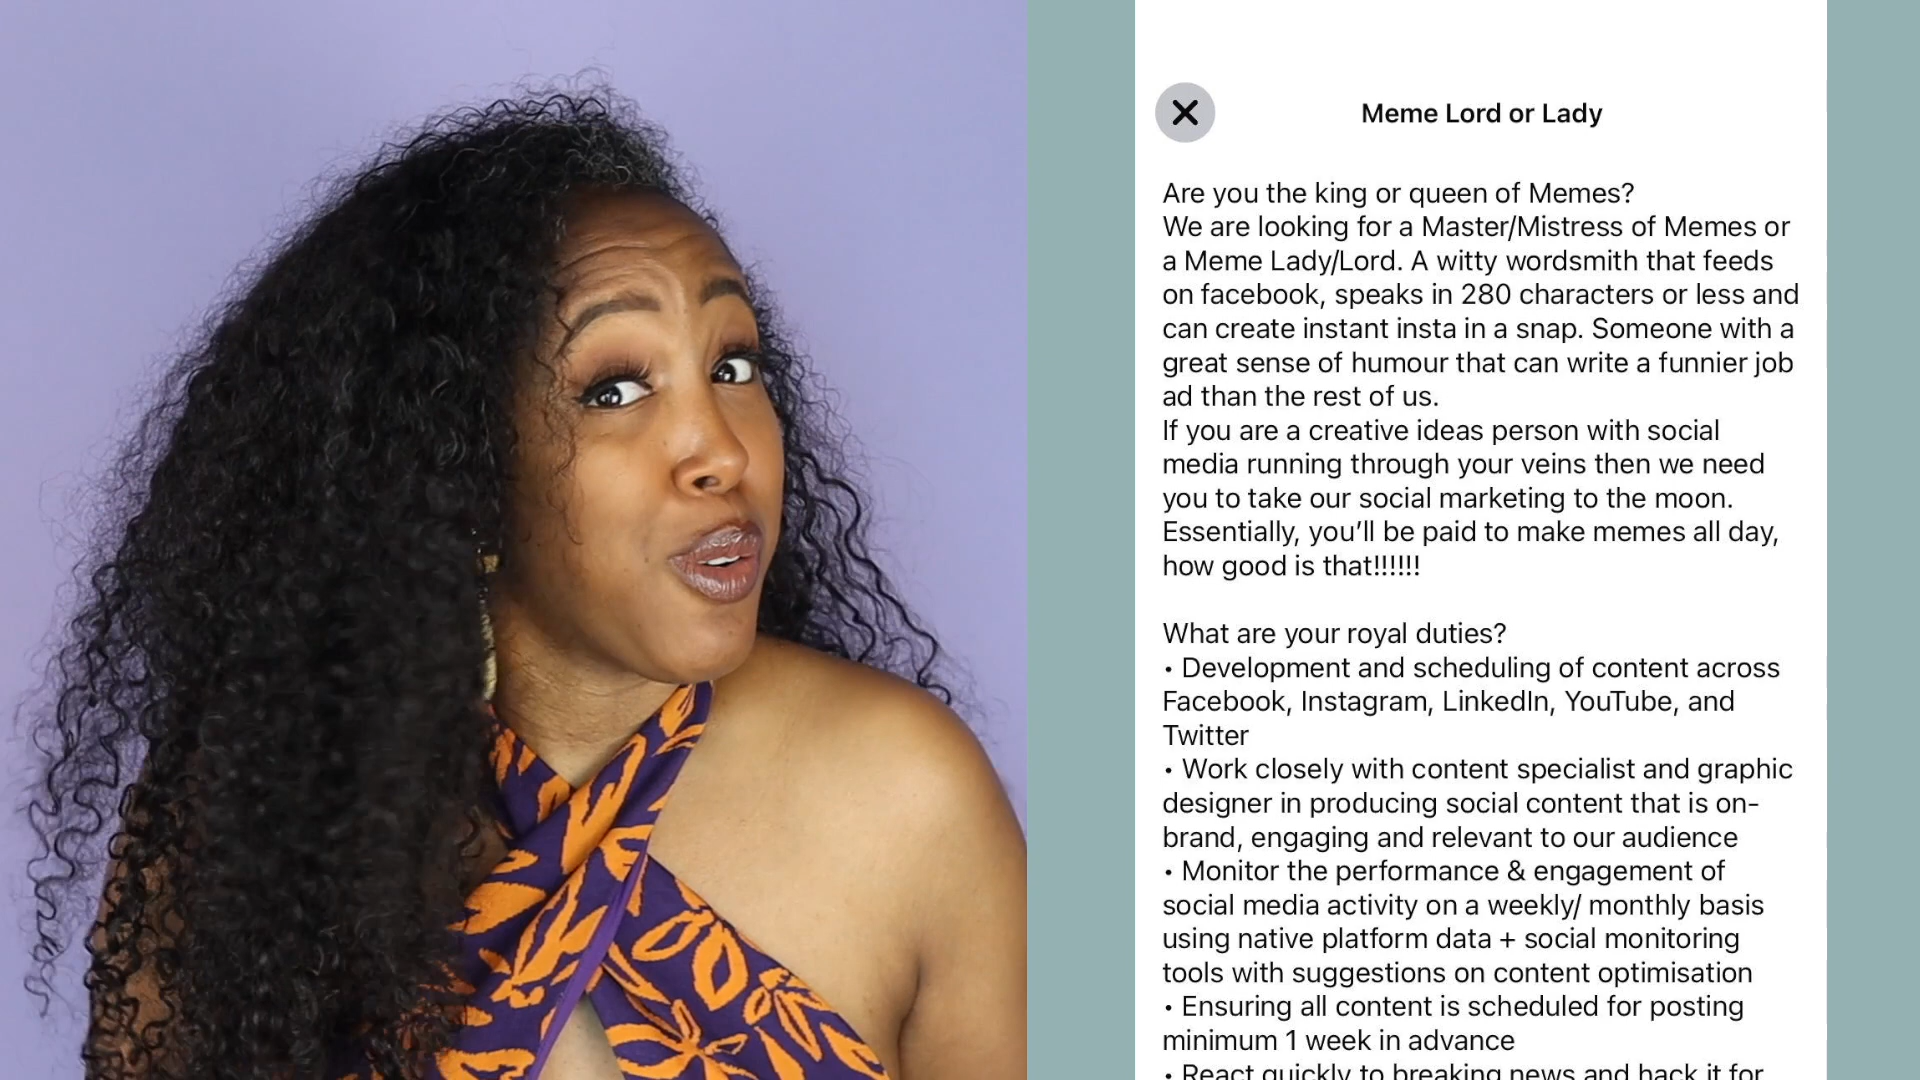 Meme Lord or Lady
Are you the king or queen of Memes?
We are looking for a Master/Mistress of Memes or
a Meme Lady/Lord. A witty wordsmith that feeds
on facebook, speaks in 280 characters or less and
can create instant insta in a snap. Someone with a
great sense of humour that can write a funnier job
ad than the rest of us.
If you are a creative ideas person with social
media running through your veins then we need
you to take our social marketing to the moon.
Essentially, you’ll be paid to make memes all day,
how good is that!!!!!!
What are your royal duties?
• Development and scheduling of content across
Facebook, Instagram, LinkedIn, YouTube, and
Twitter
• Work closely with content specialist and graphic
designer in producing social content that is on-
brand, engaging and relevant to our audience
• Monitor the performance & engagement of
social media activity on a weekly/ monthly basis
using native platform data + social monitoring
tools with suggestions on content optimisation
• Ensuring all content is scheduled for posting
minimum 1 week in advance
• React quickly to breaking news and hack it for